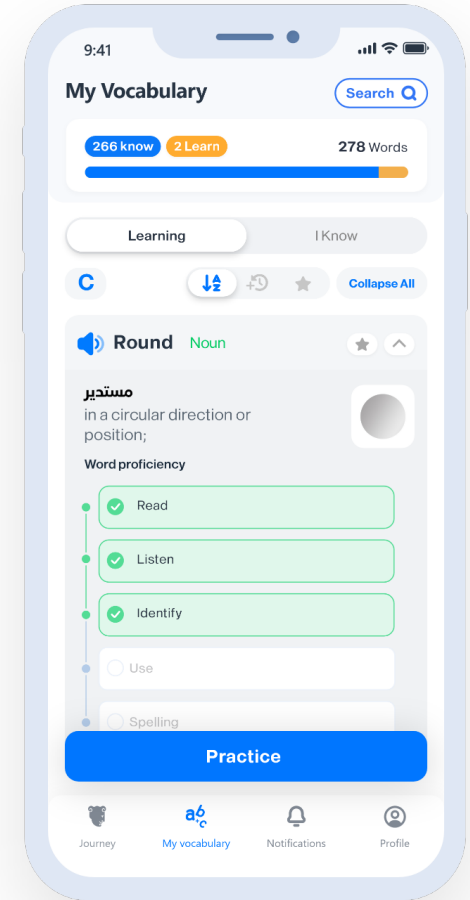 9:41
My Vocabulary
Search
266 know 2 Learn 278 Words
Learning I Know
C A Z Collapse All
Round Noun
مستدير
in a circular direction or
position;
Word proficiency
Read
Listen
Identify
Use
Spelling
Practice
abc
Journey My vocabulary Notifications Profile